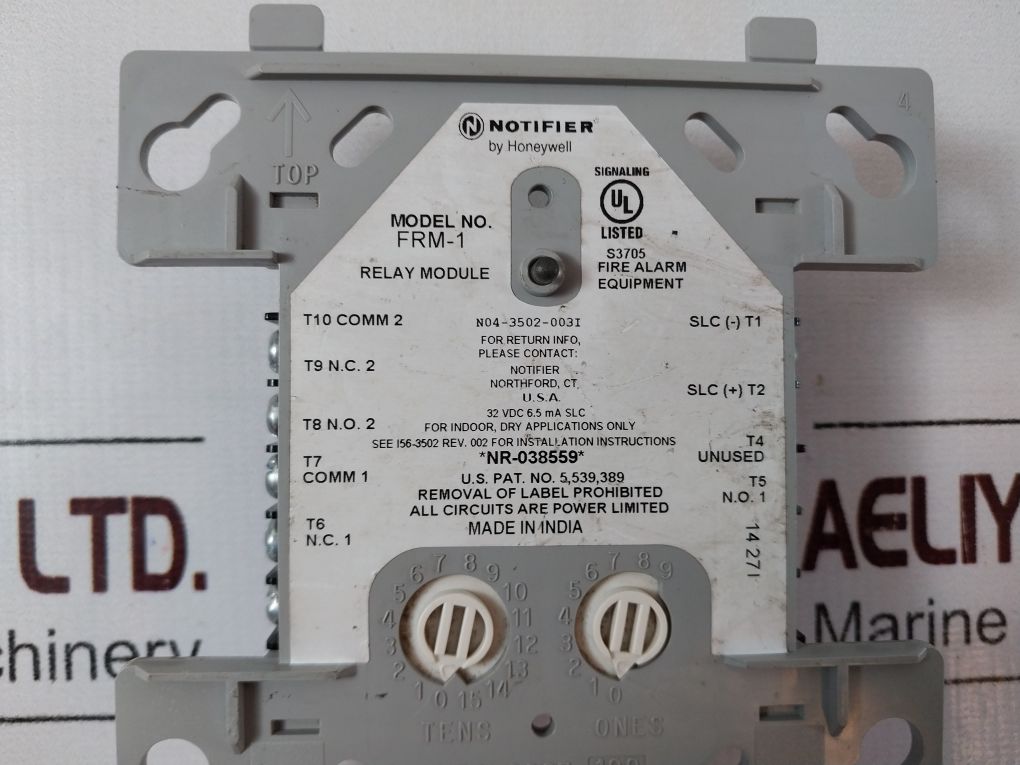 4
TOP
N NOTIFIER
by Honeywell
SIGNALING
UL
LISTED
S3705
FIRE ALARM
EQUIPMENT
MODEL NO.
FRM-1
RELAY MODULE
T10 COMM 2
T9 N.C. 2
T8 N.O. 2
T7
COMM 1
T6
N.C. 1
N04-3502-003I
FOR RETURN INFO,
PLEASE CONTACT:
NOTIFIER
NORTHFORD, CT,
U.S.A.
32 VDC 6.5 mA SLC
FOR INDOOR, DRY APPLICATIONS ONLY
SEE I56-3502 REV. 002 FOR INSTALLATION INSTRUCTIONS
*NR-038559*
U.S. PAT. NO. 5,539,389
REMOVAL OF LABEL PROHIBITED
ALL CIRCUITS ARE POWER LIMITED
MADE IN INDIA
SLC (-) T1
SLC (+) T2
T4
UNUSED
T5
N.O. 1
14 271
0 1 2 3 4 5 6 7 8 9 10 11 12 13 14 15
TENS
0 1 2 3 4 5 6 7 8 9
ONES
LTD.
AELIY
Marine